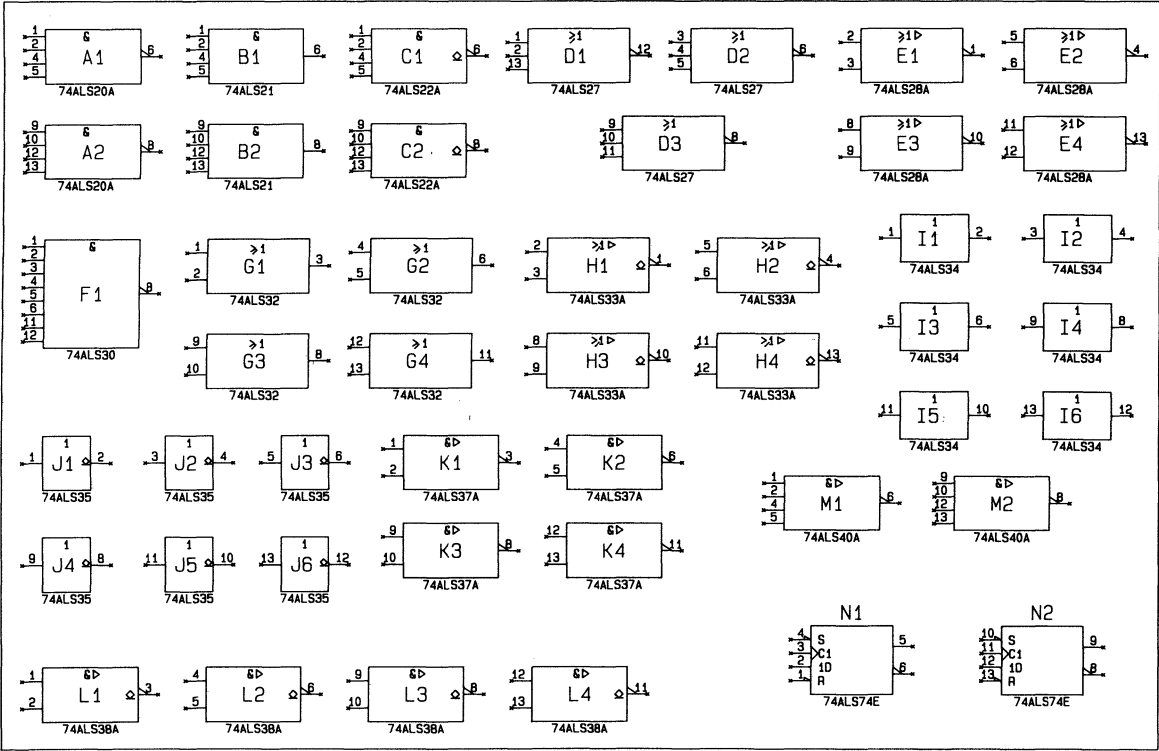 1 & 6
2 A1
4
5
74ALS20A
1 & 6
2 B1
4
5
74ALS21
1 & 6
2 C1
4
5
74ALS22A
1 ≥1 12
2 D1
13
74ALS27
3 ≥1 6
4 D2
5
74ALS27
2 ≥1▷ 1
3 E1
74ALS28A
5 ≥1▷ 4
6 E2
74ALS28A
9 & 8
10 A2
12
13
74ALS20A
9 & 8
10 B2
12
13
74ALS21
9 & 8
10 C2
12
13
74ALS22A
9 ≥1 8
10 D3
11
74ALS27
8 ≥1▷ 10
9 E3
74ALS28A
11 ≥1▷ 13
12 E4
74ALS28A
1 & 8
2
3
4 F1
5
6
11
12
74ALS30
1 ≥1 3
2 G1
74ALS32
4 ≥1 6
5 G2
74ALS32
2 ≥1▷ 1
3 H1
74ALS33A
5 ≥1▷ 4
6 H2
74ALS33A
1
1 I1 2
74ALS34
1
3 I2 4
74ALS34
9 ≥1 8
10 G3
74ALS32
12 ≥1 11
13 G4
74ALS32
8 ≥1▷ 10
9 H3
74ALS33A
11 ≥1▷ 13
12 H4
74ALS33A
1
5 I3 6
74ALS34
1
9 I4 8
74ALS34
1
11 I5 10
74ALS34
1
13 I6 12
74ALS34
1
1 J1 2
74ALS35
1
3 J2 4
74ALS35
1
5 J3 6
74ALS35
1 &▷ 3
2 K1
74ALS37A
4 &▷ 6
5 K2
74ALS37A
1 &▷ 6
2 M1
4
5
74ALS40A
9 &▷ 8
10 M2
12
13
74ALS40A
1
9 J4 8
74ALS35
1
11 J5 10
74ALS35
1
13 J6 12
74ALS35
9 &▷ 8
10 K3
74ALS37A
12 &▷ 11
13 K4
74ALS37A
N1
4 S 5
3 C1
2 1D 6
1 R
74ALS74E
N2
10 S 9
11 C1
12 1D 8
13 R
74ALS74E
1 &▷ 3
2 L1
74ALS38A
4 &▷ 6
5 L2
74ALS38A
9 &▷ 8
10 L3
74ALS38A
12 &▷ 11
13 L4
74ALS38A